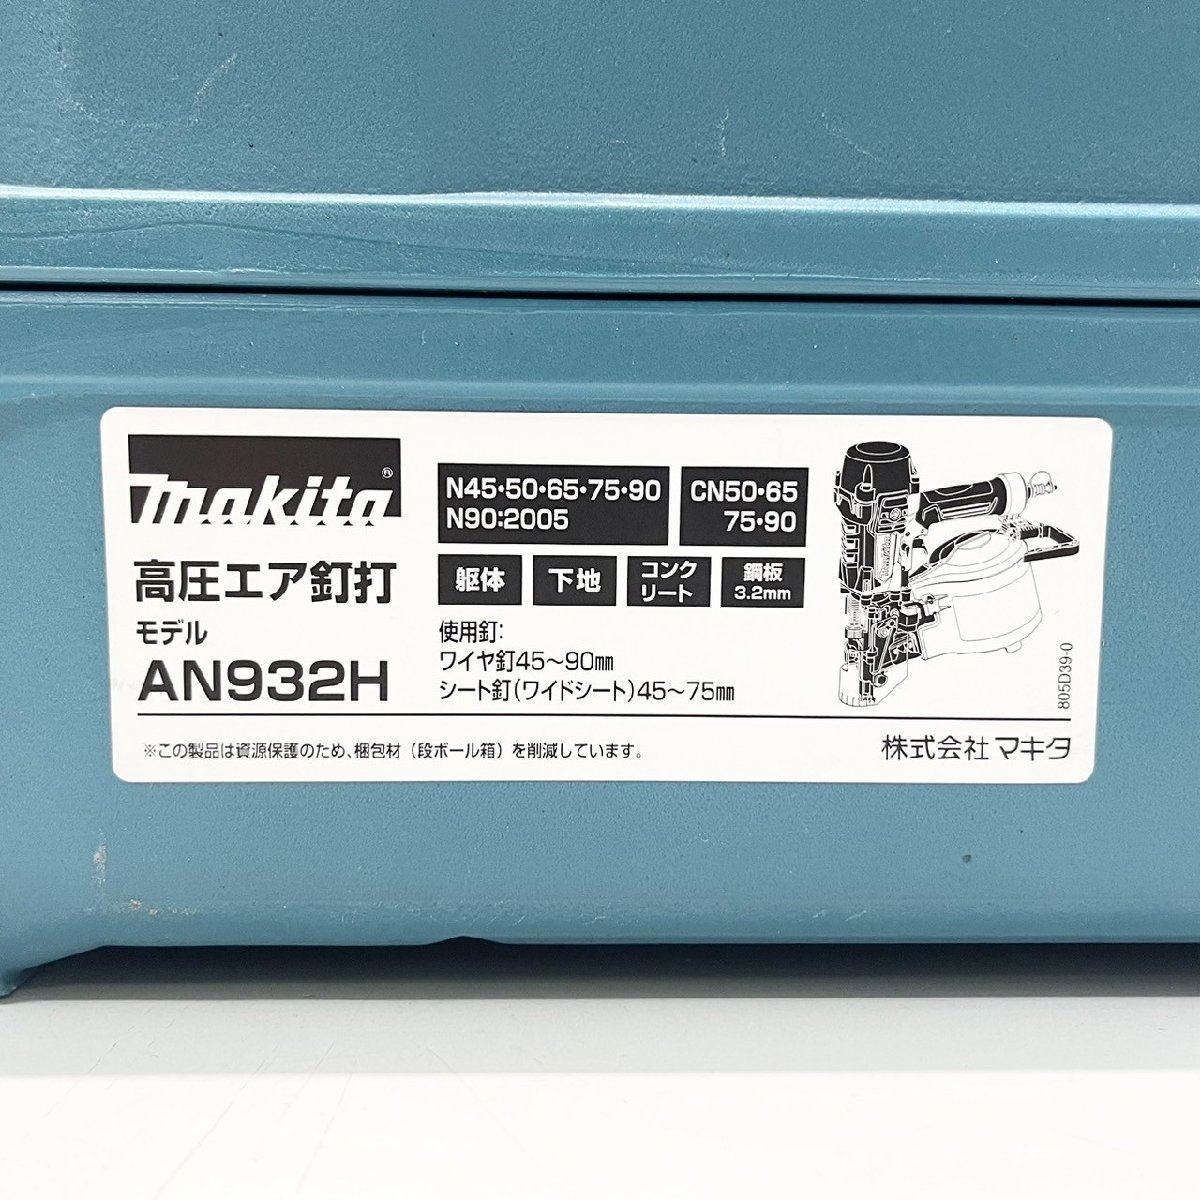 makita®
高圧エア釘打
モデル
AN932H
N45・50・65・75・90
N90:2005
CN50・65
75・90
躯体
下地
コンク
リート
鋼板
3.2mm
使用釘:
ワイヤ釘45～90mm
シート釘(ワイドシート)45～75mm
makita
805D39-0
※この製品は資源保護のため、梱包材(段ボール箱)を削減しています。
株式会社マキタ